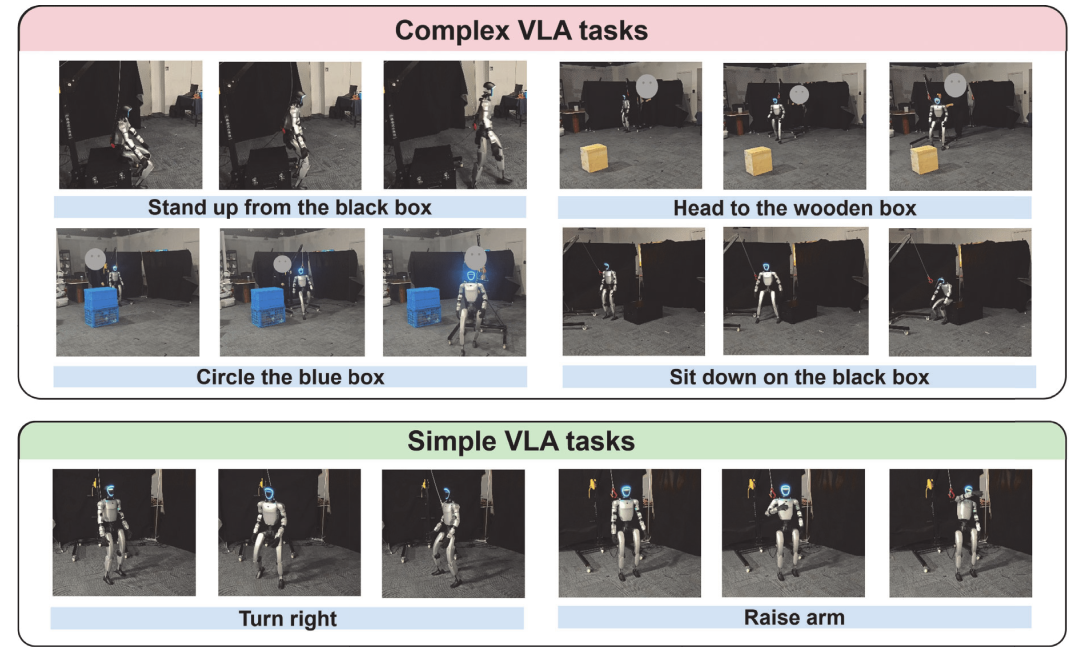 Complex VLA tasks
Stand up from the black box
Head to the wooden box
Circle the blue box
Sit down on the black box
Simple VLA tasks
Turn right
Raise arm